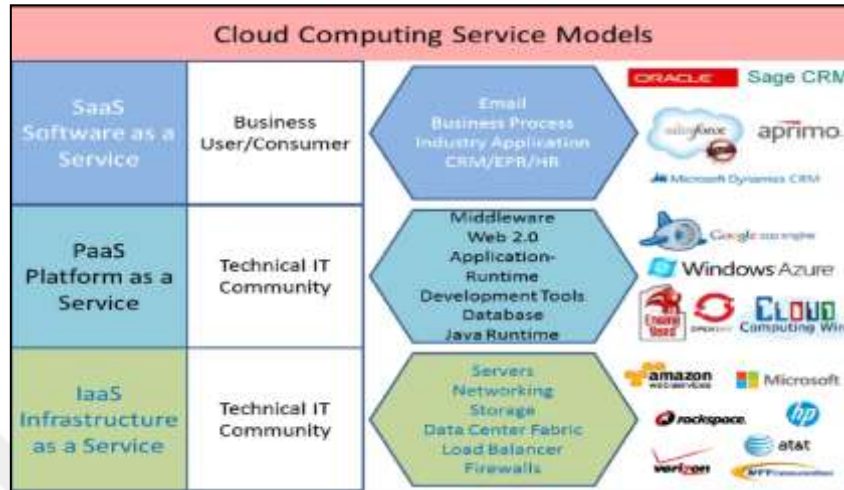 Cloud Computing Service Models
SaaS
Software as a
Service
Business
User/Consumer
Email
Business Process
Industry Application
CRM/EPR/HR
ORACLE
Sage CRM
salesforce
aprimo
Microsoft Dynamics CRM
PaaS
Platform as a
Service
Technical IT
Community
Middleware
Web 2.0
Application-
Runtime
Development Tools
Database
Java Runtime
Google app engine
Windows Azure
Engine
Yard
CLOUD
Computing Wire
IaaS
Infrastructure
as a Service
Technical IT
Community
Servers
Networking
Storage
Data Center Fabric
Load Balancer
Firewalls
amazon
web services
Microsoft
rackspace
hp
at&t
verizon